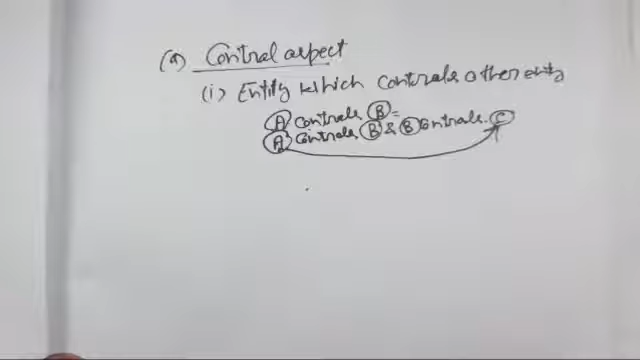 (a) Control aspect
(i) Entity which controls other entity
A controls B =
A controls B & B controls C